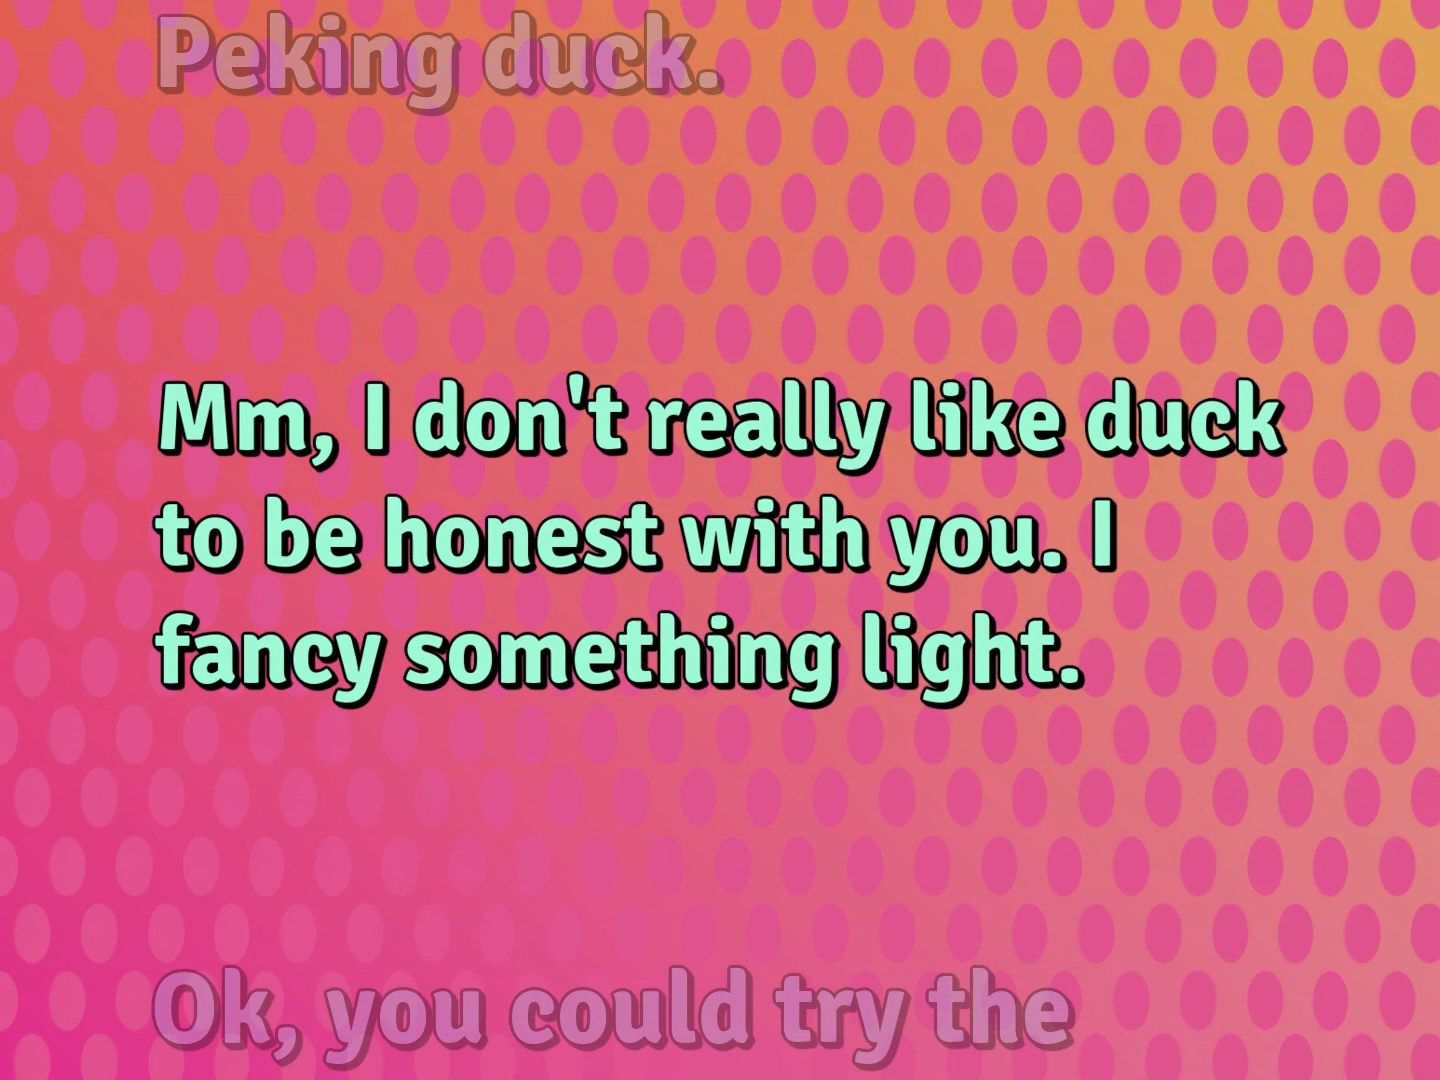 Peking duck.
Mm, I don't really like duck
to be honest with you. I
fancy something light.
Ok, you could try the